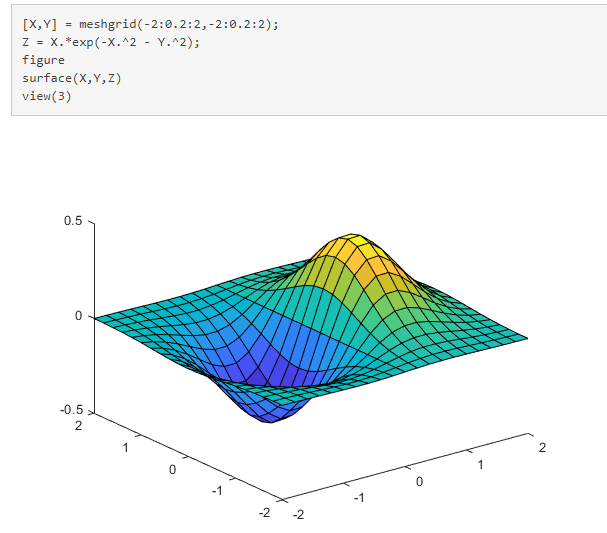 [X,Y] = meshgrid(-2:0.2:2,-2:0.2:2);
Z = X.*exp(-X.^2 - Y.^2);
figure
surface(X,Y,Z)
view(3)
0.5
0
-0.5
2
1
0
-1
-2
-2
-1
0
1
2